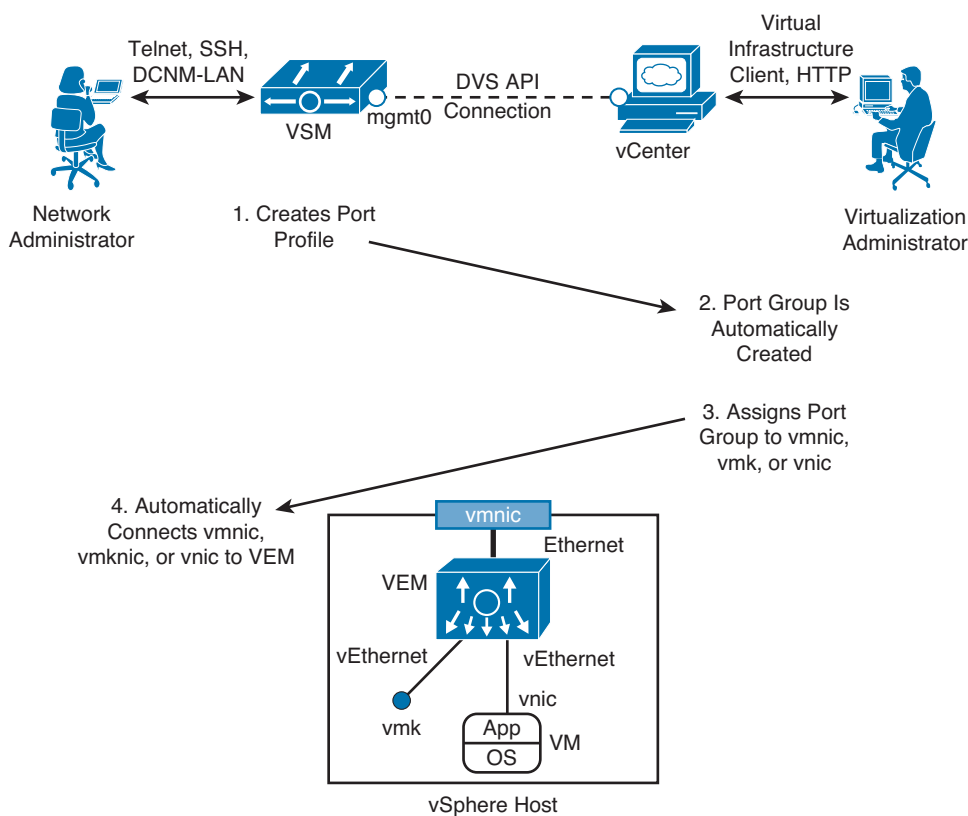 Telnet, SSH,
DCNM-LAN
Virtual
Infrastructure
Client, HTTP
DVS API
Connection
mgmt0
VSM
vCenter
Network
Administrator
Virtualization
Administrator
1. Creates Port
Profile
2. Port Group Is
Automatically
Created
3. Assigns Port
Group to vmnic,
vmk, or vnic
4. Automatically
Connects vmnic,
vmknic, or vnic to VEM
vmnic
Ethernet
VEM
vEthernet
vEthernet
vmk
vnic
App
OS
VM
vSphere Host